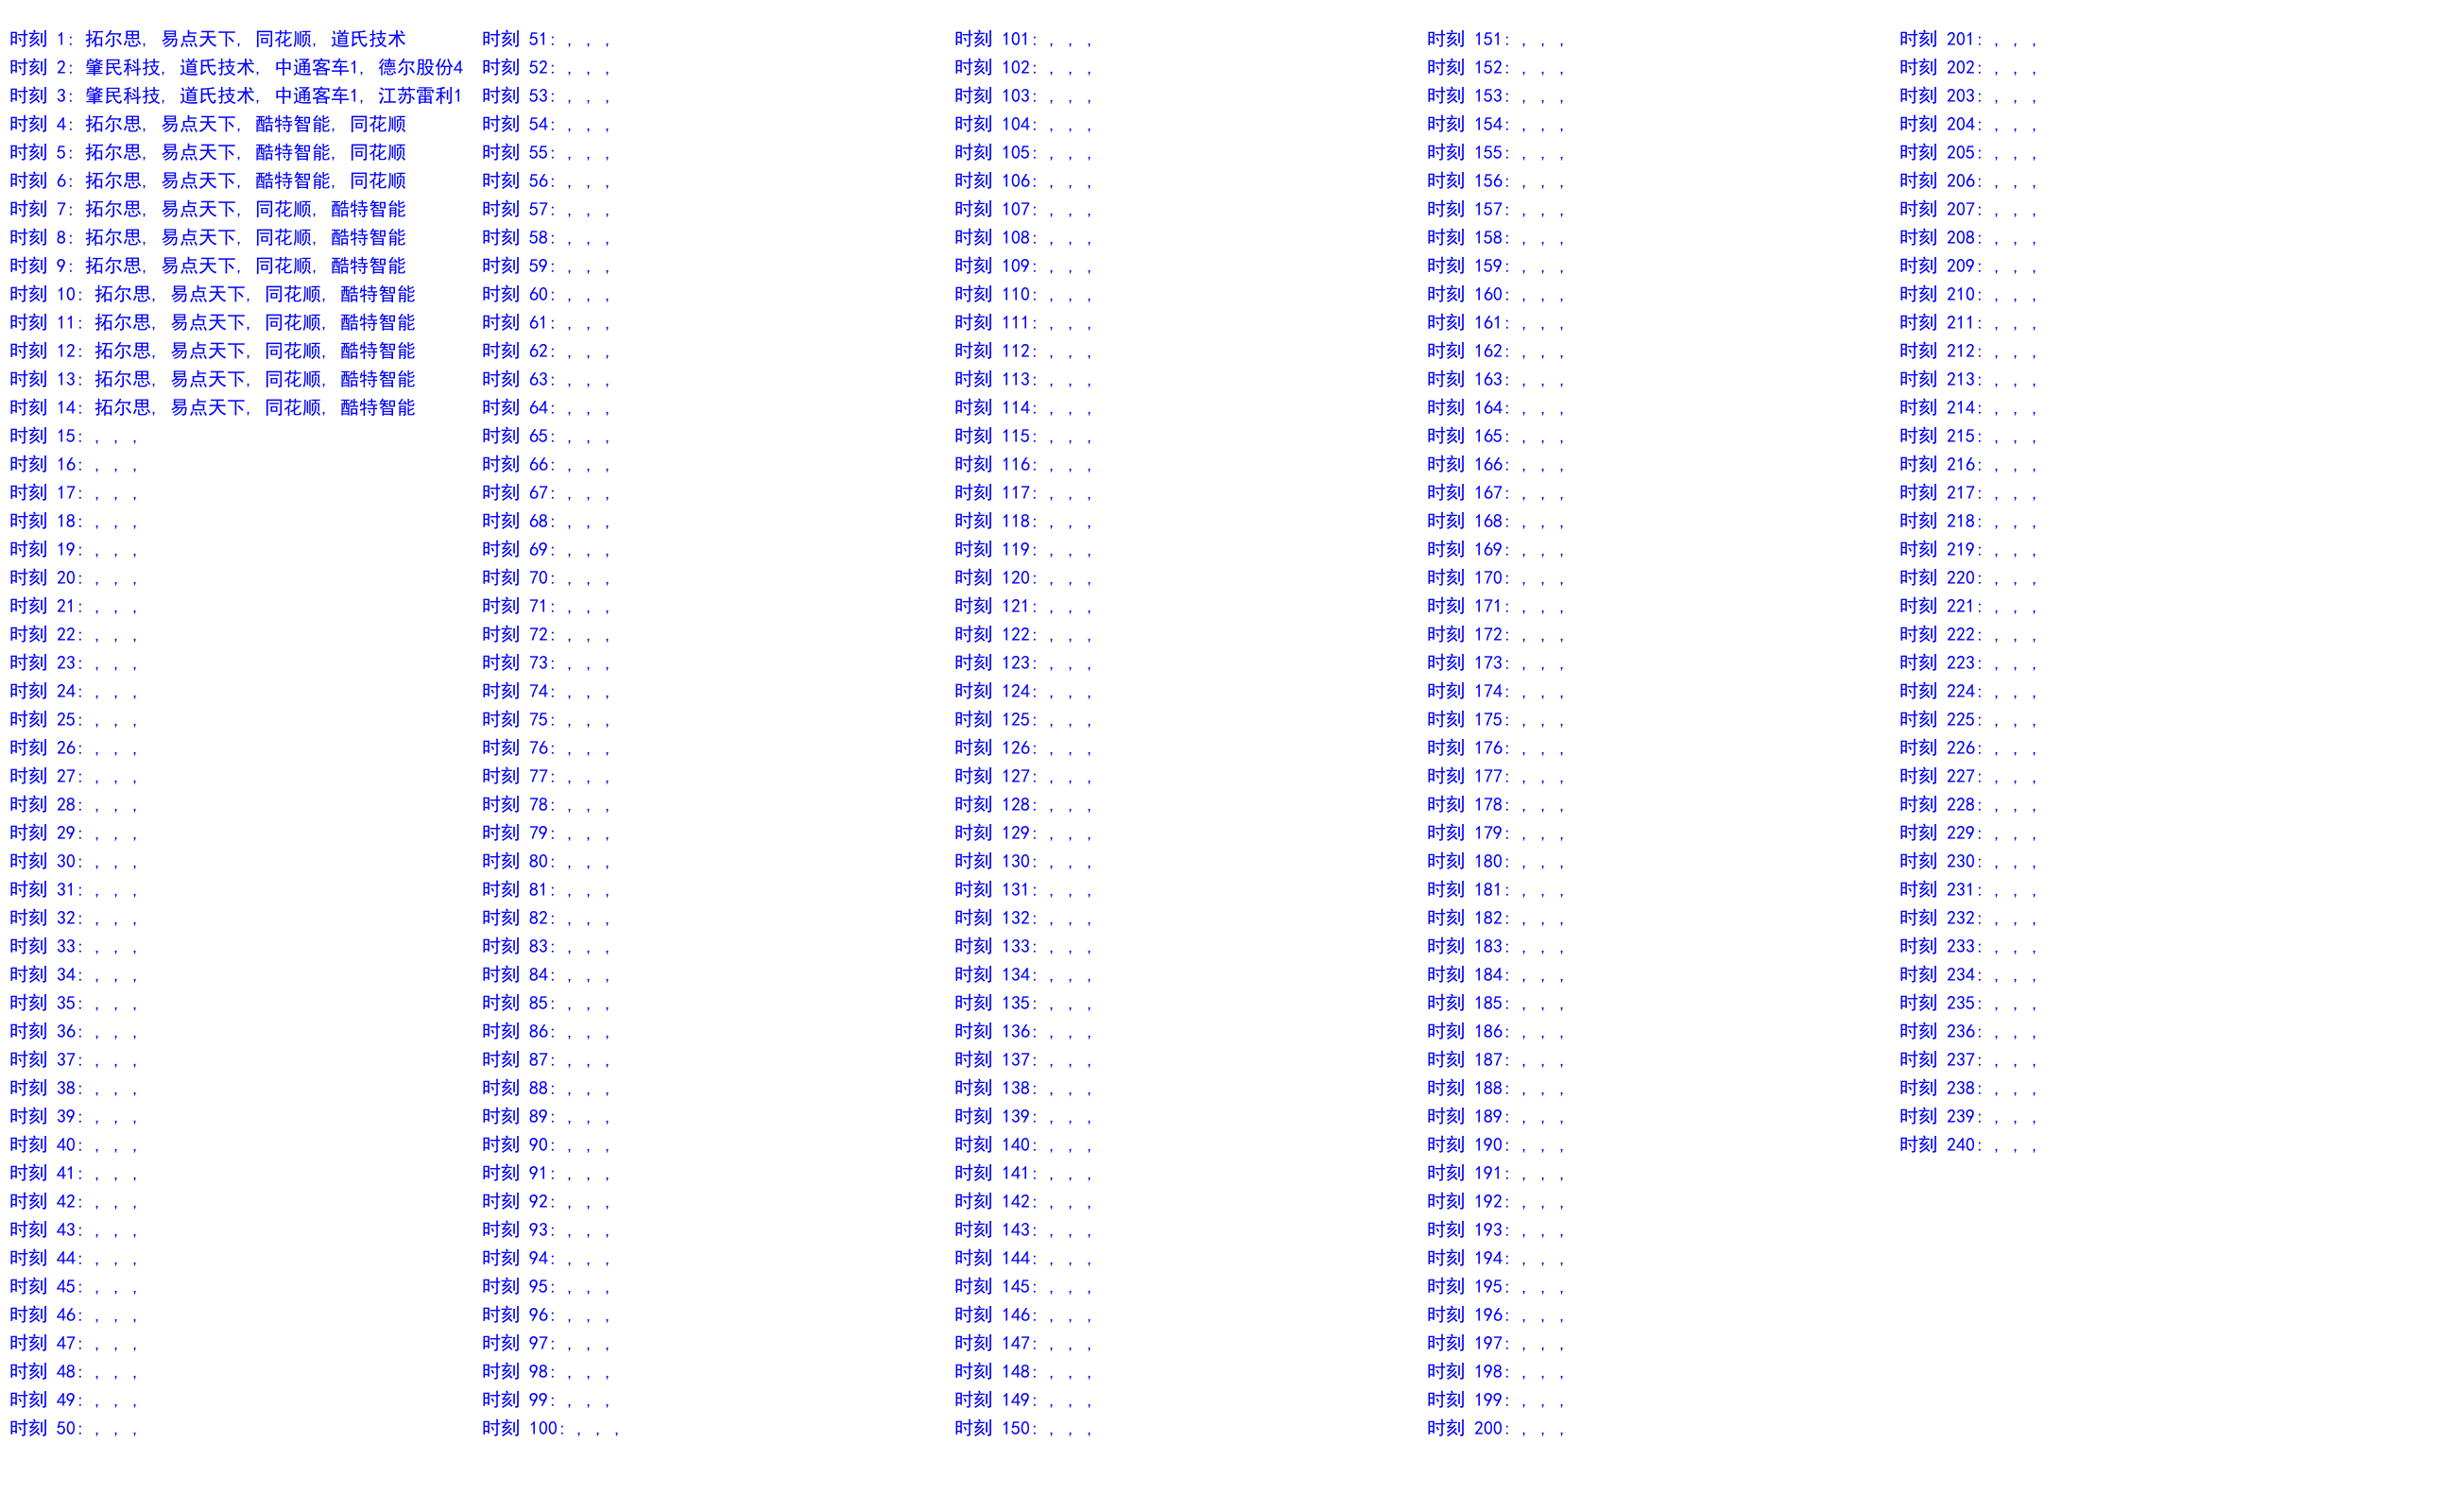 时刻 1: 拓尔思, 易点天下, 同花顺, 道氏技术
时刻 2: 肇民科技, 道氏技术, 中通客车1, 德尔股份4
时刻 3: 肇民科技, 道氏技术, 中通客车1, 江苏雷利1
时刻 4: 拓尔思, 易点天下, 酷特智能, 同花顺
时刻 5: 拓尔思, 易点天下, 酷特智能, 同花顺
时刻 6: 拓尔思, 易点天下, 酷特智能, 同花顺
时刻 7: 拓尔思, 易点天下, 同花顺, 酷特智能
时刻 8: 拓尔思, 易点天下, 同花顺, 酷特智能
时刻 9: 拓尔思, 易点天下, 同花顺, 酷特智能
时刻 10: 拓尔思, 易点天下, 同花顺, 酷特智能
时刻 11: 拓尔思, 易点天下, 同花顺, 酷特智能
时刻 12: 拓尔思, 易点天下, 同花顺, 酷特智能
时刻 13: 拓尔思, 易点天下, 同花顺, 酷特智能
时刻 14: 拓尔思, 易点天下, 同花顺, 酷特智能
时刻 15: , , ,
时刻 16: , , ,
时刻 17: , , ,
时刻 18: , , ,
时刻 19: , , ,
时刻 20: , , ,
时刻 21: , , ,
时刻 22: , , ,
时刻 23: , , ,
时刻 24: , , ,
时刻 25: , , ,
时刻 26: , , ,
时刻 27: , , ,
时刻 28: , , ,
时刻 29: , , ,
时刻 30: , , ,
时刻 31: , , ,
时刻 32: , , ,
时刻 33: , , ,
时刻 34: , , ,
时刻 35: , , ,
时刻 36: , , ,
时刻 37: , , ,
时刻 38: , , ,
时刻 39: , , ,
时刻 40: , , ,
时刻 41: , , ,
时刻 42: , , ,
时刻 43: , , ,
时刻 44: , , ,
时刻 45: , , ,
时刻 46: , , ,
时刻 47: , , ,
时刻 48: , , ,
时刻 49: , , ,
时刻 50: , , ,
时刻 51: , , ,
时刻 52: , , ,
时刻 53: , , ,
时刻 54: , , ,
时刻 55: , , ,
时刻 56: , , ,
时刻 57: , , ,
时刻 58: , , ,
时刻 59: , , ,
时刻 60: , , ,
时刻 61: , , ,
时刻 62: , , ,
时刻 63: , , ,
时刻 64: , , ,
时刻 65: , , ,
时刻 66: , , ,
时刻 67: , , ,
时刻 68: , , ,
时刻 69: , , ,
时刻 70: , , ,
时刻 71: , , ,
时刻 72: , , ,
时刻 73: , , ,
时刻 74: , , ,
时刻 75: , , ,
时刻 76: , , ,
时刻 77: , , ,
时刻 78: , , ,
时刻 79: , , ,
时刻 80: , , ,
时刻 81: , , ,
时刻 82: , , ,
时刻 83: , , ,
时刻 84: , , ,
时刻 85: , , ,
时刻 86: , , ,
时刻 87: , , ,
时刻 88: , , ,
时刻 89: , , ,
时刻 90: , , ,
时刻 91: , , ,
时刻 92: , , ,
时刻 93: , , ,
时刻 94: , , ,
时刻 95: , , ,
时刻 96: , , ,
时刻 97: , , ,
时刻 98: , , ,
时刻 99: , , ,
时刻 100: , , ,
时刻 101: , , ,
时刻 102: , , ,
时刻 103: , , ,
时刻 104: , , ,
时刻 105: , , ,
时刻 106: , , ,
时刻 107: , , ,
时刻 108: , , ,
时刻 109: , , ,
时刻 110: , , ,
时刻 111: , , ,
时刻 112: , , ,
时刻 113: , , ,
时刻 114: , , ,
时刻 115: , , ,
时刻 116: , , ,
时刻 117: , , ,
时刻 118: , , ,
时刻 119: , , ,
时刻 120: , , ,
时刻 121: , , ,
时刻 122: , , ,
时刻 123: , , ,
时刻 124: , , ,
时刻 125: , , ,
时刻 126: , , ,
时刻 127: , , ,
时刻 128: , , ,
时刻 129: , , ,
时刻 130: , , ,
时刻 131: , , ,
时刻 132: , , ,
时刻 133: , , ,
时刻 134: , , ,
时刻 135: , , ,
时刻 136: , , ,
时刻 137: , , ,
时刻 138: , , ,
时刻 139: , , ,
时刻 140: , , ,
时刻 141: , , ,
时刻 142: , , ,
时刻 143: , , ,
时刻 144: , , ,
时刻 145: , , ,
时刻 146: , , ,
时刻 147: , , ,
时刻 148: , , ,
时刻 149: , , ,
时刻 150: , , ,
时刻 151: , , ,
时刻 152: , , ,
时刻 153: , , ,
时刻 154: , , ,
时刻 155: , , ,
时刻 156: , , ,
时刻 157: , , ,
时刻 158: , , ,
时刻 159: , , ,
时刻 160: , , ,
时刻 161: , , ,
时刻 162: , , ,
时刻 163: , , ,
时刻 164: , , ,
时刻 165: , , ,
时刻 166: , , ,
时刻 167: , , ,
时刻 168: , , ,
时刻 169: , , ,
时刻 170: , , ,
时刻 171: , , ,
时刻 172: , , ,
时刻 173: , , ,
时刻 174: , , ,
时刻 175: , , ,
时刻 176: , , ,
时刻 177: , , ,
时刻 178: , , ,
时刻 179: , , ,
时刻 180: , , ,
时刻 181: , , ,
时刻 182: , , ,
时刻 183: , , ,
时刻 184: , , ,
时刻 185: , , ,
时刻 186: , , ,
时刻 187: , , ,
时刻 188: , , ,
时刻 189: , , ,
时刻 190: , , ,
时刻 191: , , ,
时刻 192: , , ,
时刻 193: , , ,
时刻 194: , , ,
时刻 195: , , ,
时刻 196: , , ,
时刻 197: , , ,
时刻 198: , , ,
时刻 199: , , ,
时刻 200: , , ,
时刻 201: , , ,
时刻 202: , , ,
时刻 203: , , ,
时刻 204: , , ,
时刻 205: , , ,
时刻 206: , , ,
时刻 207: , , ,
时刻 208: , , ,
时刻 209: , , ,
时刻 210: , , ,
时刻 211: , , ,
时刻 212: , , ,
时刻 213: , , ,
时刻 214: , , ,
时刻 215: , , ,
时刻 216: , , ,
时刻 217: , , ,
时刻 218: , , ,
时刻 219: , , ,
时刻 220: , , ,
时刻 221: , , ,
时刻 222: , , ,
时刻 223: , , ,
时刻 224: , , ,
时刻 225: , , ,
时刻 226: , , ,
时刻 227: , , ,
时刻 228: , , ,
时刻 229: , , ,
时刻 230: , , ,
时刻 231: , , ,
时刻 232: , , ,
时刻 233: , , ,
时刻 234: , , ,
时刻 235: , , ,
时刻 236: , , ,
时刻 237: , , ,
时刻 238: , , ,
时刻 239: , , ,
时刻 240: , , ,